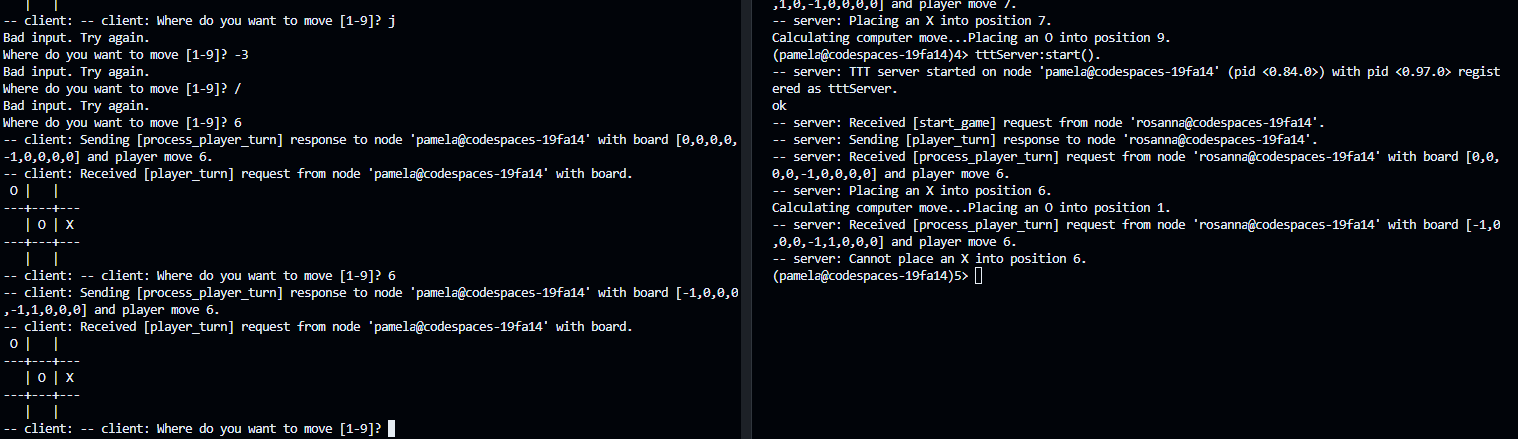 |   |
-- client: -- client: Where do you want to move [1-9]? j
Bad input. Try again.
Where do you want to move [1-9]? -3
Bad input. Try again.
Where do you want to move [1-9]? /
Bad input. Try again.
Where do you want to move [1-9]? 6
-- client: Sending [process_player_turn] response to node 'pamela@codespaces-19fa14' with board [0,0,0,0,
-1,0,0,0,0] and player move 6.
-- client: Received [player_turn] request from node 'pamela@codespaces-19fa14' with board.
 O |   |
---+---+---
   | O | X
---+---+---
   |   |
-- client: -- client: Where do you want to move [1-9]? 6
-- client: Sending [process_player_turn] response to node 'pamela@codespaces-19fa14' with board [-1,0,0,0
,-1,1,0,0,0] and player move 6.
-- client: Received [player_turn] request from node 'pamela@codespaces-19fa14' with board.
 O |   |
---+---+---
   | O | X
---+---+---
   |   |
-- client: -- client: Where do you want to move [1-9]?
,1,0,-1,0,0,0,0] and player move 7.
-- server: Placing an X into position 7.
Calculating computer move...Placing an O into position 9.
(pamela@codespaces-19fa14)4> tttServer:start().
-- server: TTT server started on node 'pamela@codespaces-19fa14' (pid <0.84.0>) with pid <0.97.0> regist
ered as tttServer.
ok
-- server: Received [start_game] request from node 'rosanna@codespaces-19fa14'.
-- server: Sending [player_turn] response to node 'rosanna@codespaces-19fa14'.
-- server: Received [process_player_turn] request from node 'rosanna@codespaces-19fa14' with board [0,0,
0,0,-1,0,0,0,0] and player move 6.
-- server: Placing an X into position 6.
Calculating computer move...Placing an O into position 1.
-- server: Received [process_player_turn] request from node 'rosanna@codespaces-19fa14' with board [-1,0
,0,0,-1,1,0,0,0] and player move 6.
-- server: Cannot place an X into position 6.
(pamela@codespaces-19fa14)5>